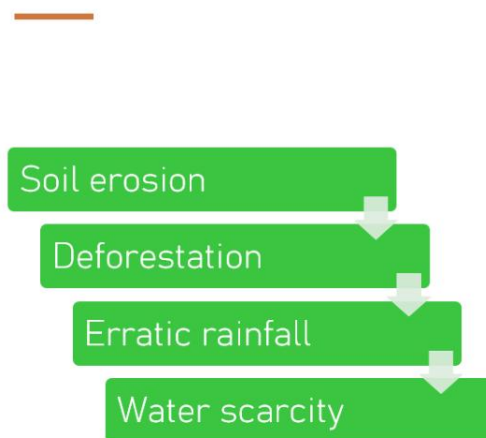 Soil erosion
Deforestation
Erratic rainfall
Water scarcity